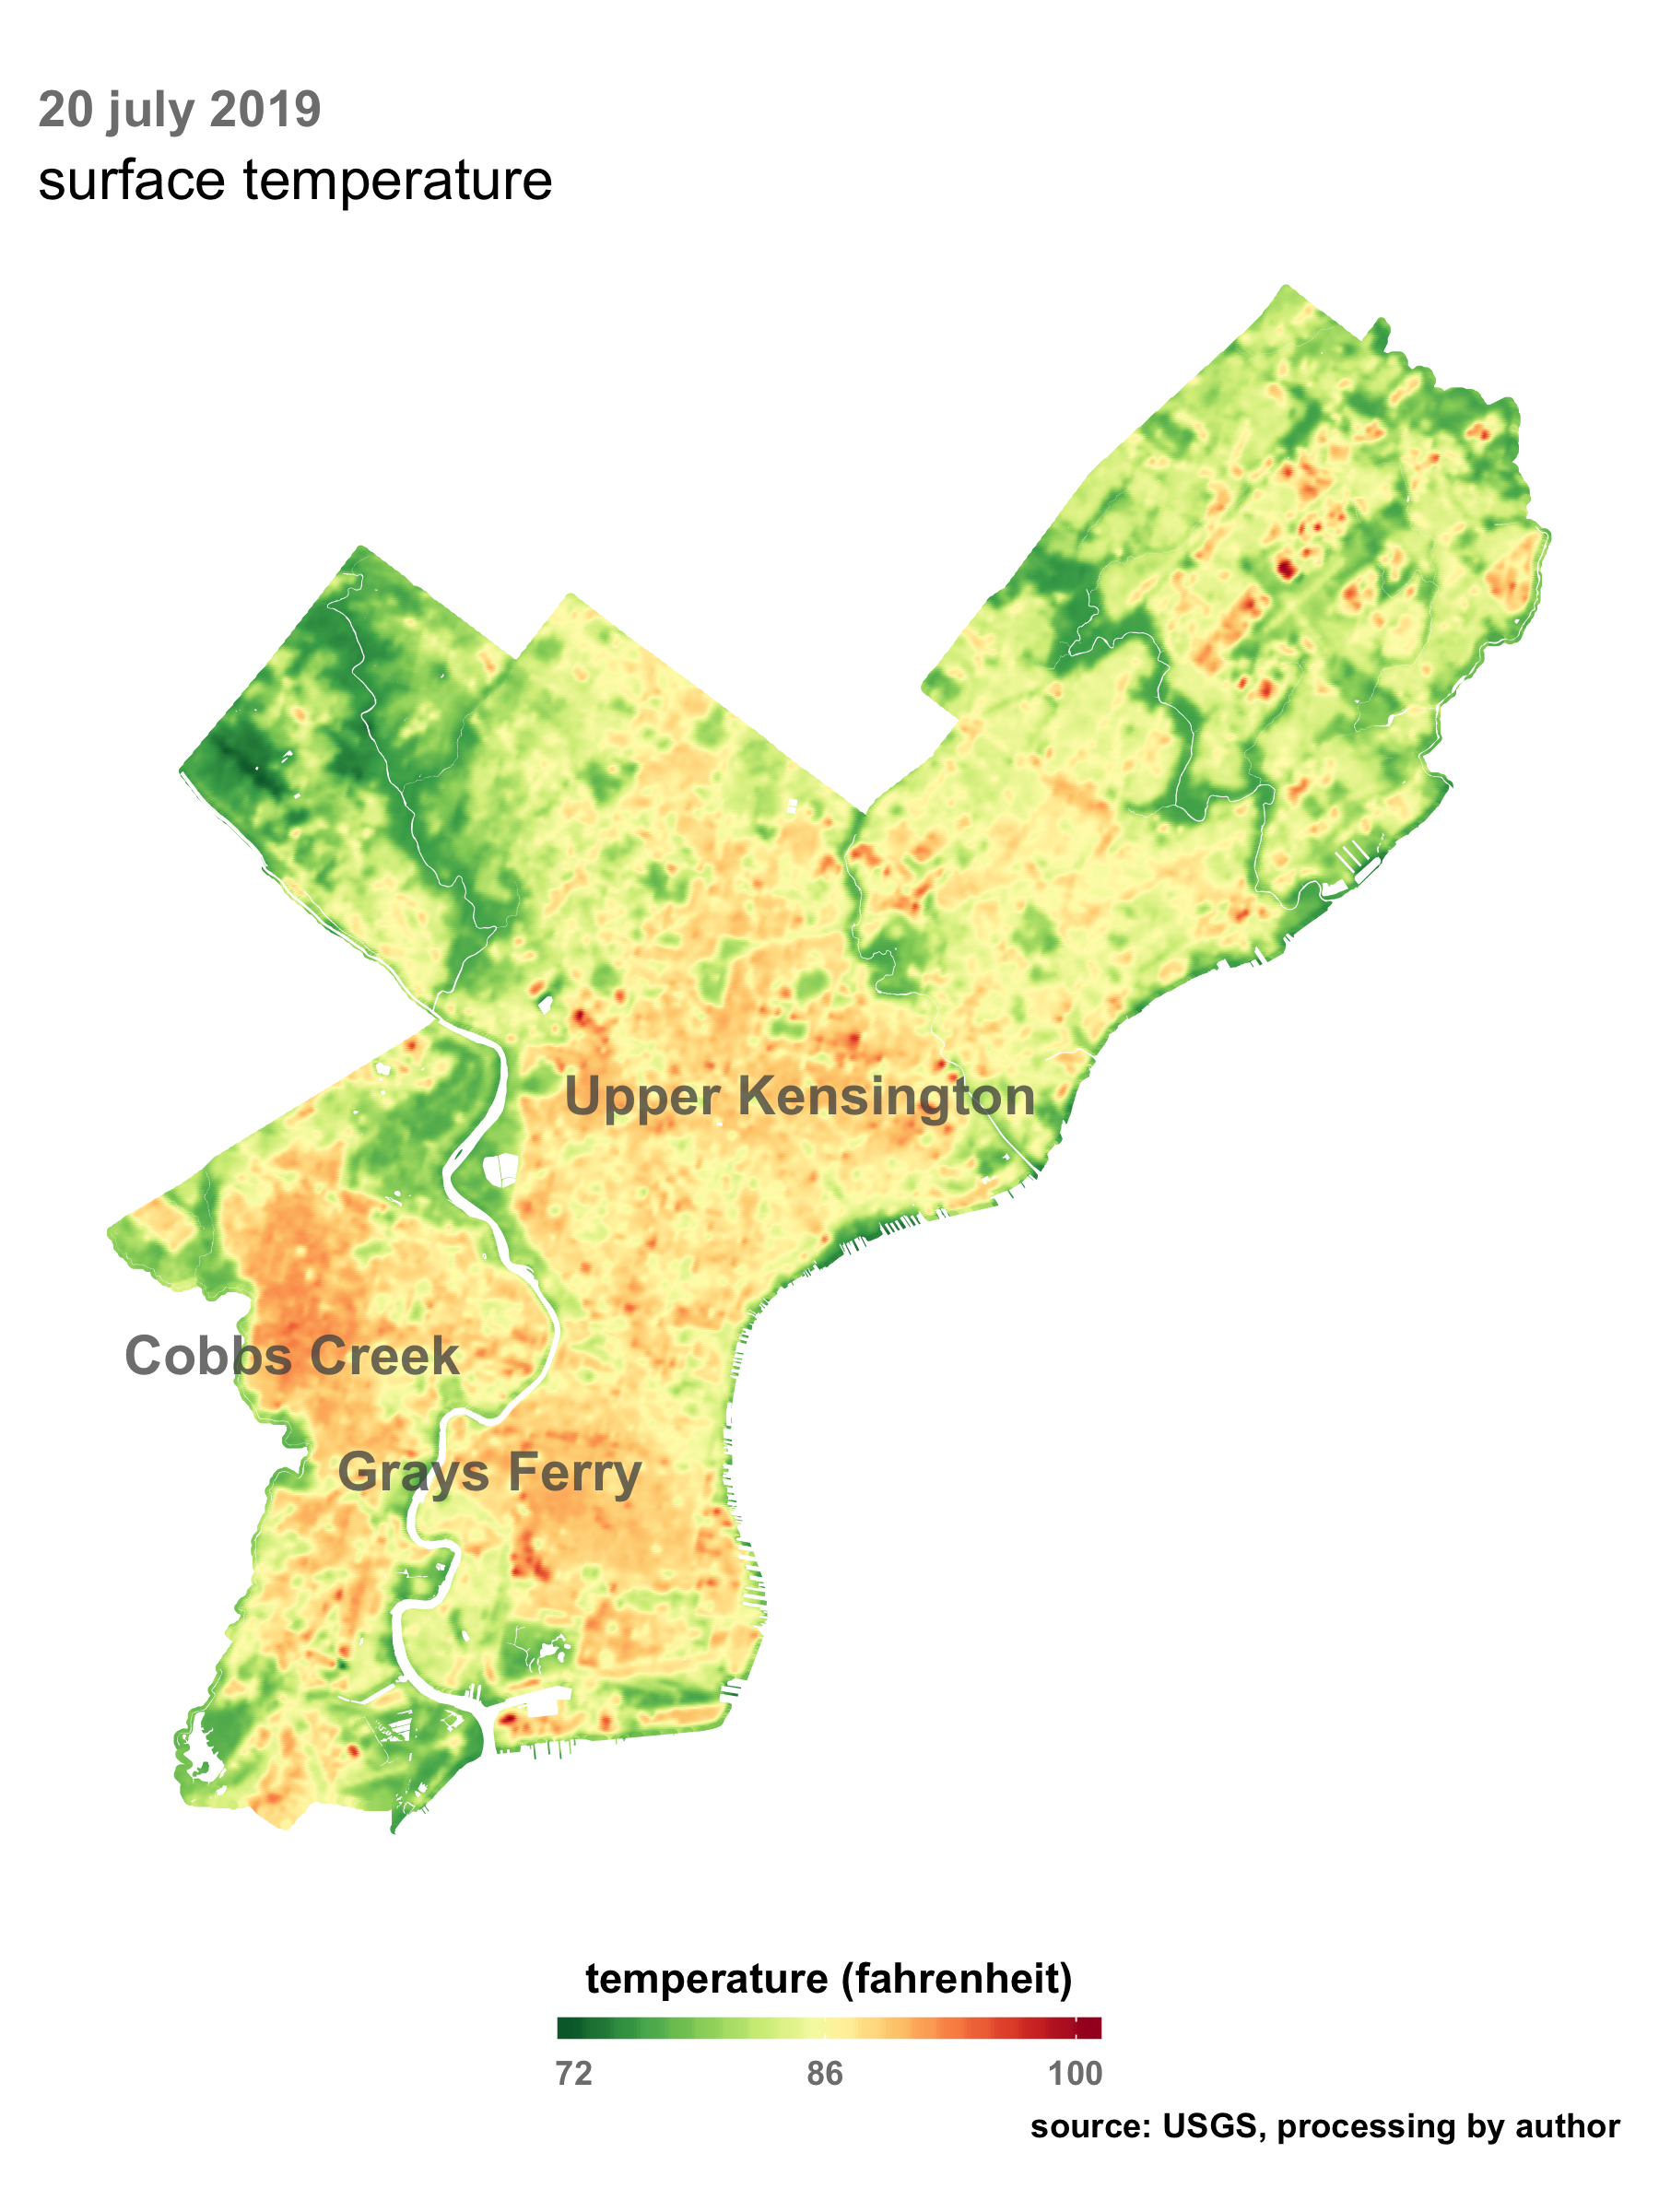 20 july 2019
surface temperature
Upper Kensington
Cobbs Creek
Grays Ferry
temperature (fahrenheit)
72 86 100
source: USGS, processing by author